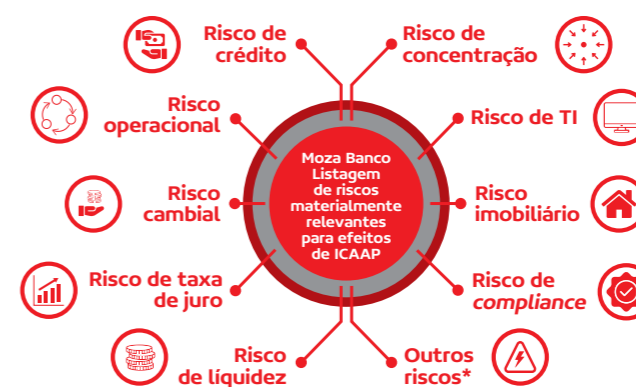 Risco de
crédito
Risco de
concentração
Risco
operacional
Risco de TI
Moza Banco
Listagem
de riscos
materialmente
relevantes
para efeitos
de ICAAP
Risco
cambial
Risco
imobiliário
Risco de taxa
de juro
Risco de
compliance
Risco
de líquidez
Outros
riscos*